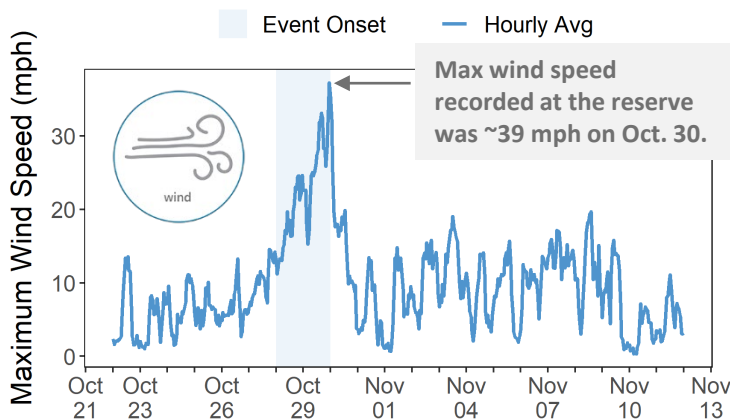 Event Onset Hourly Avg
Max wind speed
recorded at the reserve
was ~39 mph on Oct. 30.
Maximum Wind Speed (mph)
30
20
10
0
wind
Oct Oct Oct Oct Nov Nov Nov Nov Nov
21 23 26 29 01 04 07 10 13